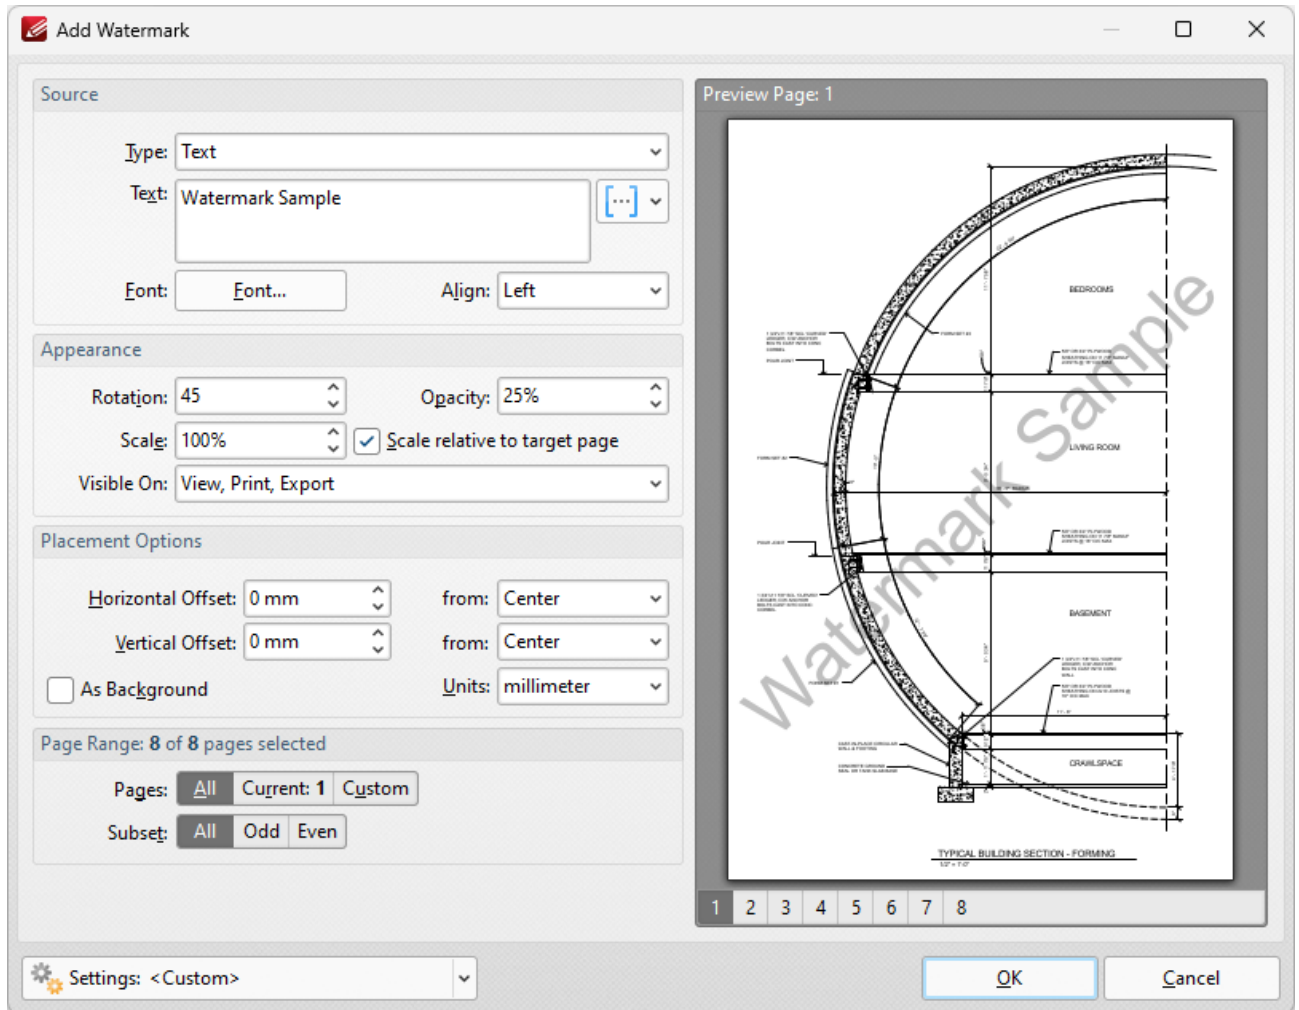 Add Watermark
Source
Type: Text
Text: Watermark Sample
[...]
Font: Font... Align: Left
Appearance
Rotation: 45 Opacity: 25%
Scale: 100% Scale relative to target page
Visible On: View, Print, Export
Placement Options
Horizontal Offset: 0 mm from: Center
Vertical Offset: 0 mm from: Center
As Background Units: millimeter
Page Range: 8 of 8 pages selected
Pages: All Current: 1 Custom
Subset: All Odd Even
Preview Page: 1
BEDROOMS
LIVING ROOM
BASEMENT
CRAWLSPACE
Watermark Sample
TYPICAL BUILDING SECTION - FORMING
1/2" = 1'-0"
1 2 3 4 5 6 7 8
Settings: <Custom>
OK Cancel